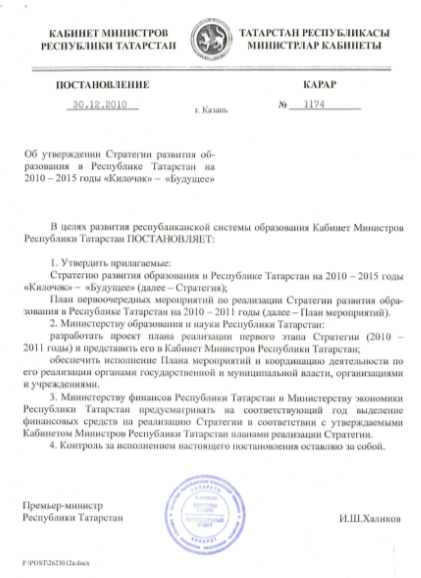 КАБИНЕТ МИНИСТРОВ
РЕСПУБЛИКИ ТАТАРСТАН
ТАТАРСТАН РЕСПУБЛИКАСЫ
МИНИСТРЛАР КАБИНЕТЫ
ПОСТАНОВЛЕНИЕ
КАРАР
30.12.2010
г. Казань
№ 1174
Об утверждении Стратегии развития об-
разования в Республике Татарстан на
2010 – 2015 годы «Килэчэк» – «Будущее»
В целях развития республиканской системы образования Кабинет Министров
Республики Татарстан ПОСТАНОВЛЯЕТ:
1. Утвердить прилагаемые:
Стратегию развития образования в Республике Татарстан на 2010 – 2015 годы
«Килэчэк» – «Будущее» (далее – Стратегия);
План первоочередных мероприятий по реализации Стратегии развития обра-
зования в Республике Татарстан на 2010 – 2011 годы (далее – План мероприятий).
2. Министерству образования и науки Республики Татарстан:
разработать проект плана реализации первого этапа Стратегии (2010 –
2011 годы) и представить его в Кабинет Министров Республики Татарстан;
обеспечить исполнение Плана мероприятий и координацию деятельности по
его реализации органами государственной и муниципальной власти, организациями
и учреждениями.
3. Министерству финансов Республики Татарстан и Министерству экономики
Республики Татарстан предусматривать на соответствующий год выделение
финансовых средств на реализацию Стратегии в соответствии с утверждаемыми
Кабинетом Министров Республики Татарстан планами реализации Стратегии.
4. Контроль за исполнением настоящего постановления оставляю за собой.
Премьер-министр
Республики Татарстан
И.Ш.Халиков
F:\POST\2623012a.docx